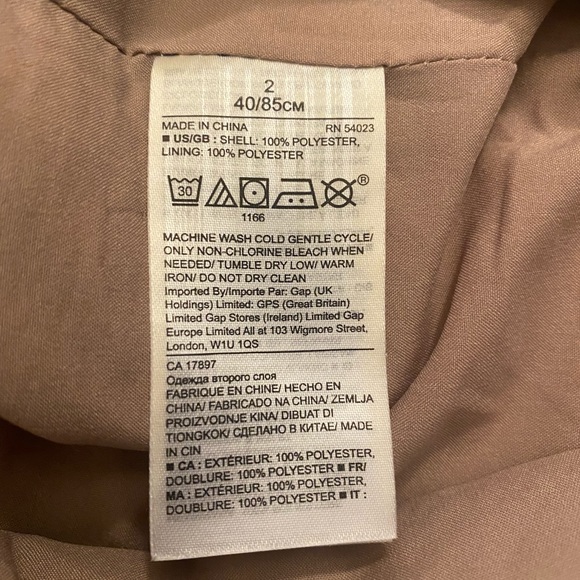 2
40/85CM
MADE IN CHINA RN 54023
■ US/GB : SHELL: 100% POLYESTER,
LINING: 100% POLYESTER
30
®
1166
MACHINE WASH COLD GENTLE CYCLE/
ONLY NON-CHLORINE BLEACH WHEN
NEEDED/ TUMBLE DRY LOW/ WARM
IRON/ DO NOT DRY CLEAN
Imported By/Importe Par: Gap (UK
Holdings) Limited: GPS (Great Britain)
Limited Gap Stores (Ireland) Limited Gap
Europe Limited All at 103 Wigmore Street,
London, W1U 1QS
CA 17897
Одежда второго слоя
FABRIQUE EN CHINE/ HECHO EN
CHINA/ FABRICADO NA CHINA/ ZEMLJA
PROIZVODNJE KINA/ DIBUAT DI
TIONGKOK/ СДЕЛАНО В КИТАЕ/ MADE
IN CIN
■ CA : EXTÉRIEUR: 100% POLYESTER,
DOUBLURE: 100% POLYESTER ■ FR/
MA : EXTÉRIEUR: 100% POLYESTER,
DOUBLURE: 100% POLYESTER ■ IT :